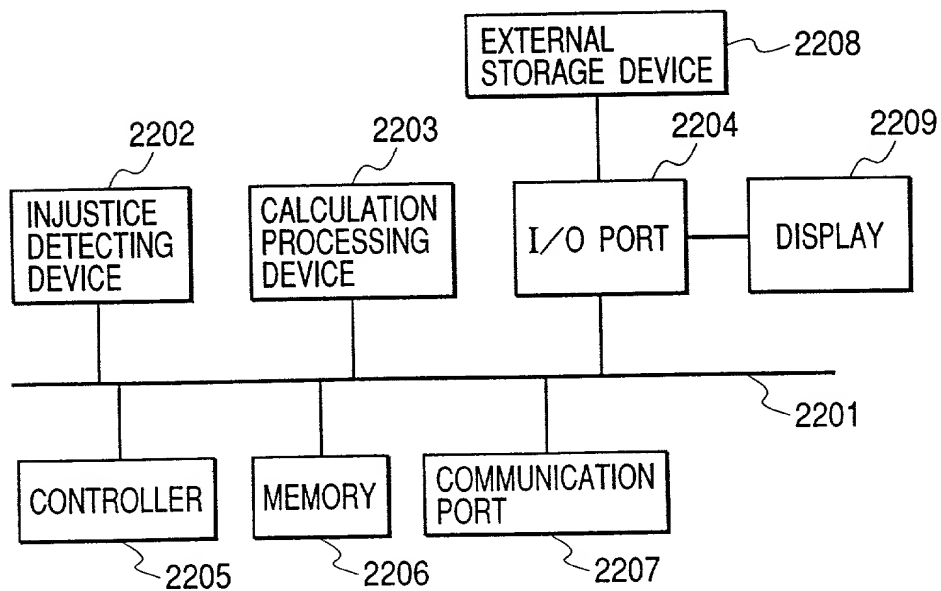 EXTERNAL
STORAGE DEVICE
2208
2202
2203
2204
2209
INJUSTICE
DETECTING
DEVICE
CALCULATION
PROCESSING
DEVICE
I/O PORT
DISPLAY
2201
CONTROLLER
MEMORY
COMMUNICATION
PORT
2205
2206
2207